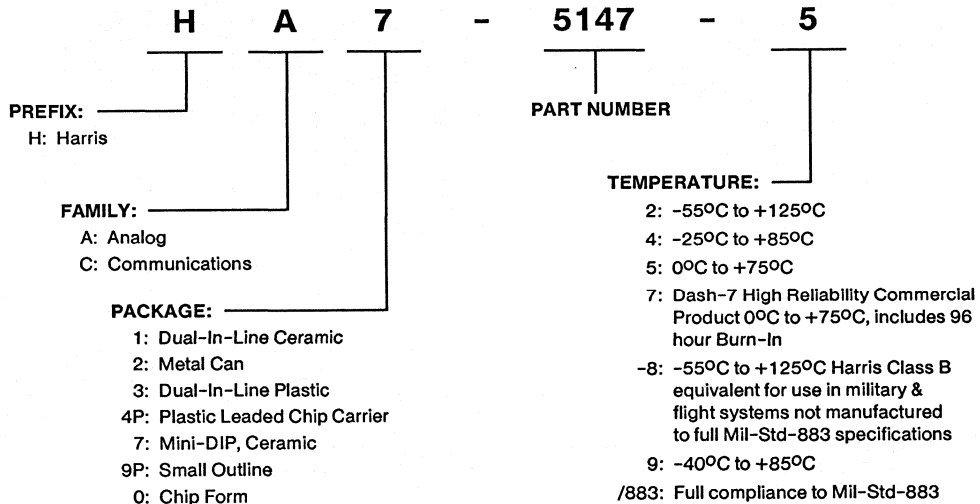 H A 7 - 5147 - 5
PREFIX:
H: Harris
PART NUMBER
FAMILY:
A: Analog
C: Communications
PACKAGE:
1: Dual-In-Line Ceramic
2: Metal Can
3: Dual-In-Line Plastic
4P: Plastic Leaded Chip Carrier
7: Mini-DIP, Ceramic
9P: Small Outline
0: Chip Form
TEMPERATURE:
2: -55ºC to +125ºC
4: -25ºC to +85ºC
5: 0ºC to +75ºC
7: Dash-7 High Reliability Commercial
Product 0ºC to +75ºC, includes 96
hour Burn-In
-8: -55ºC to +125ºC Harris Class B
equivalent for use in military &
flight systems not manufactured
to full Mil-Std-883 specifications
9: -40ºC to +85ºC
/883: Full compliance to Mil-Std-883